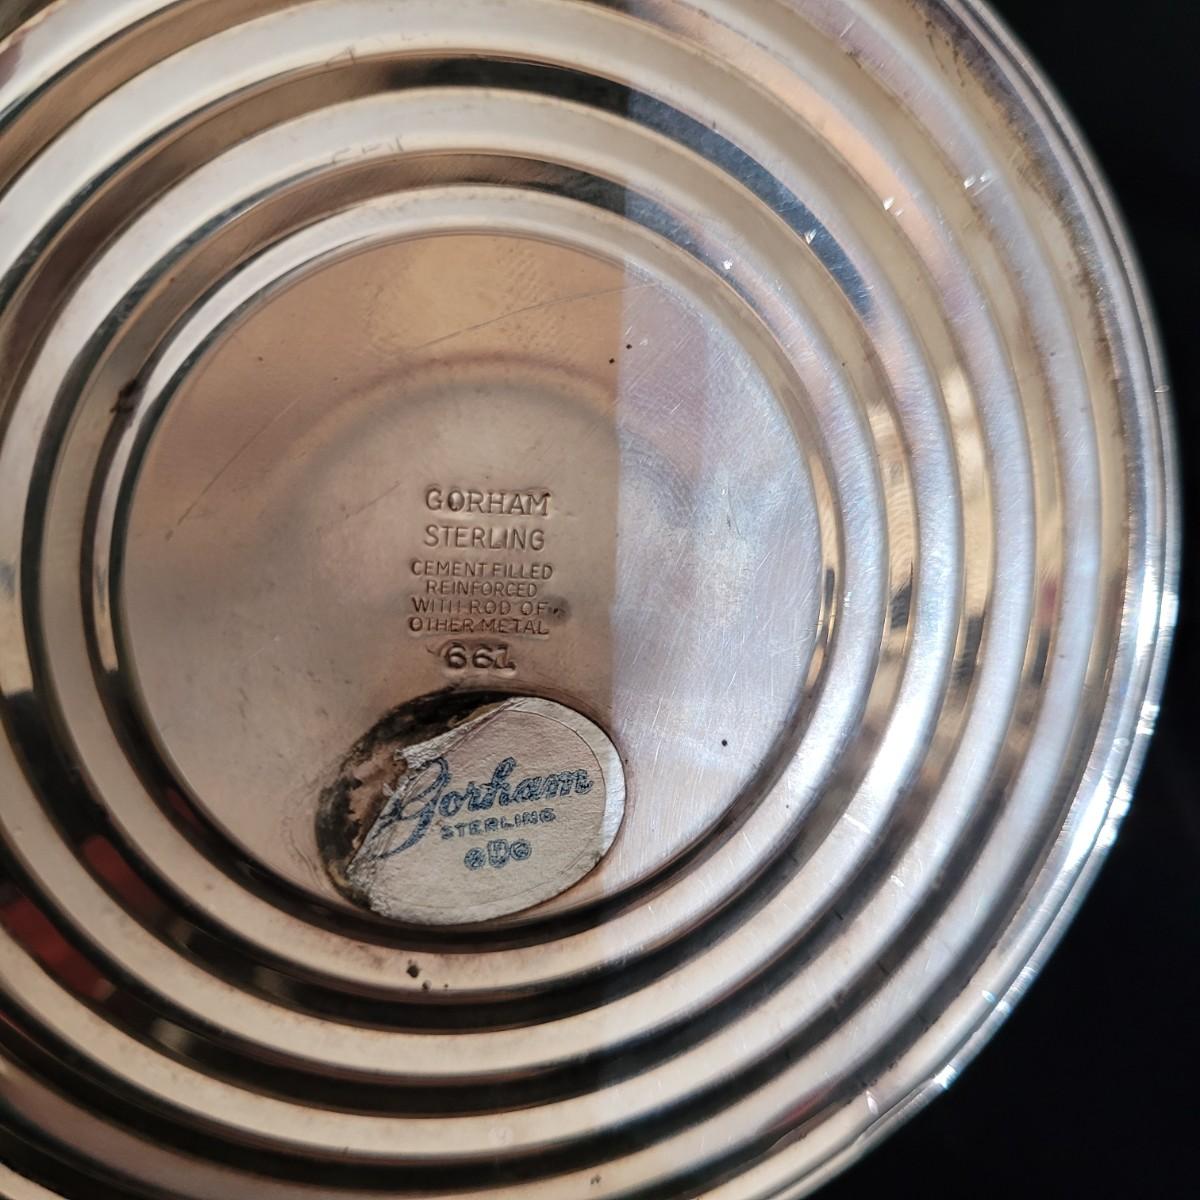 GORHAM
STERLING
CEMENT FILLED
REINFORCED
WITH ROD OF
OTHER METAL
661
Gorham
STERLING